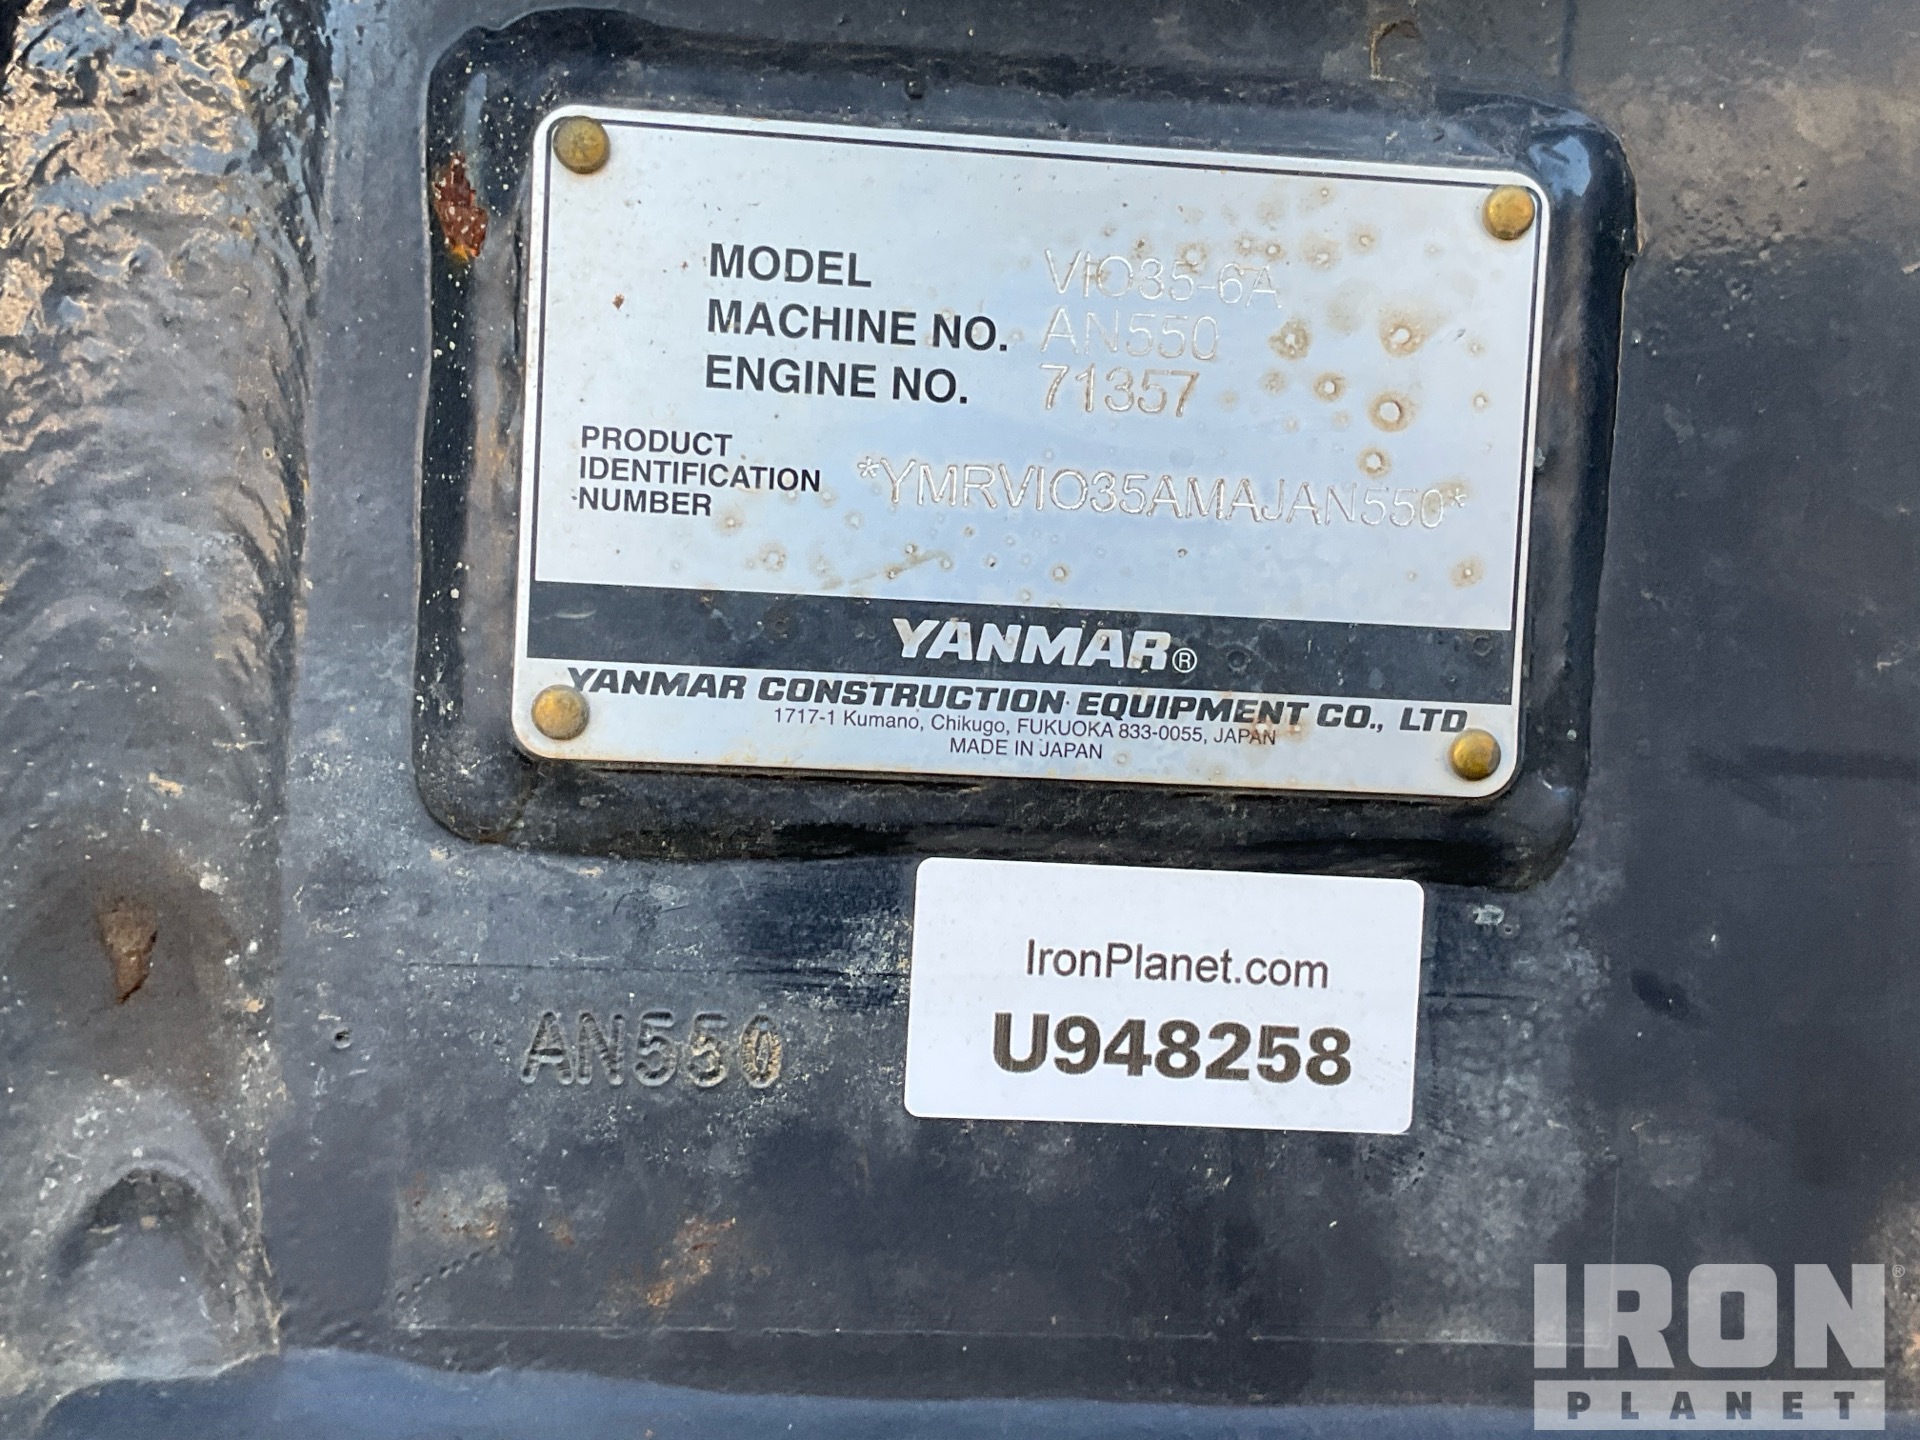 MODEL VIO35-6A
MACHINE NO. AN550
ENGINE NO. 71357
PRODUCT
IDENTIFICATION
NUMBER
*YMRVIO35AMAJAN550*
YANMAR®
YANMAR CONSTRUCTION EQUIPMENT CO., LTD
1717-1 Kumano, Chikugo, FUKUOKA 833-0055, JAPAN
MADE IN JAPAN
IronPlanet.com
U948258
AN550
IRON®
PLANET